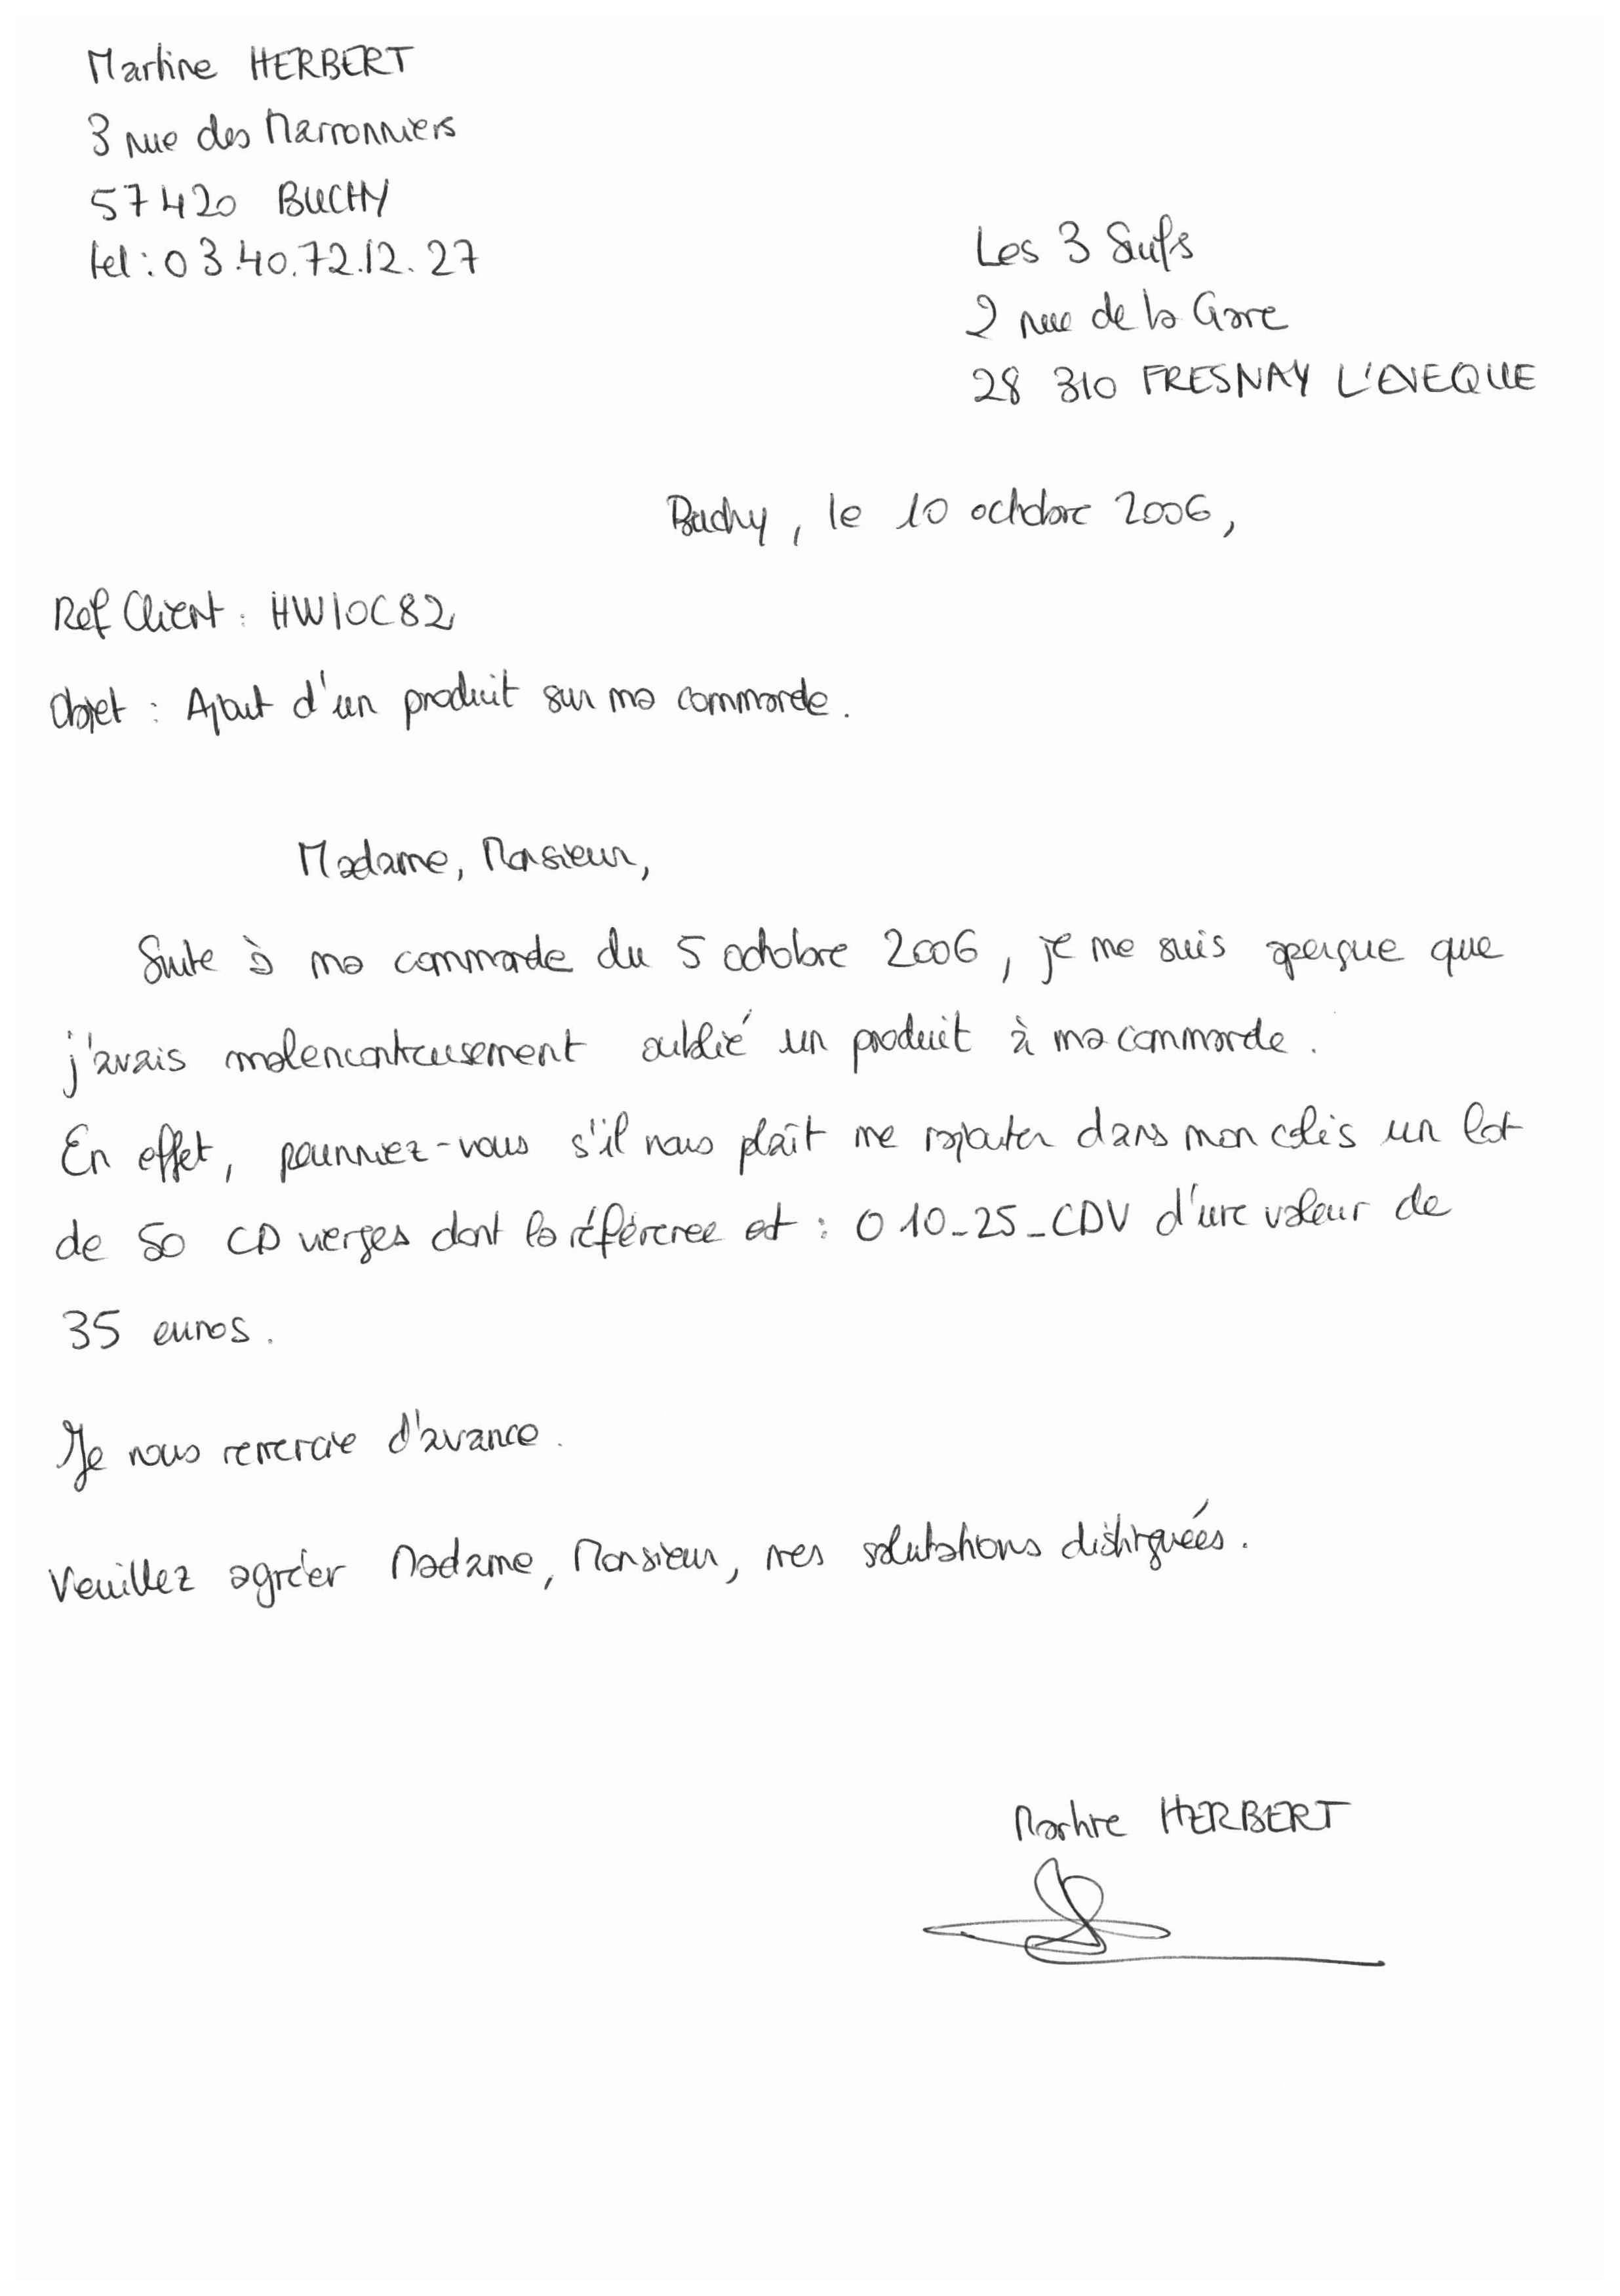 Martine HERBERT
3 rue des Marronniers
57420 BUCHY
tel : 03.40.72.12.27
Les 3 Suifs
2 rue de la Gare
28 310 FRESNAY L'EVEQUE
Buchy, le 10 octobre 2006,
Ref Client : HWIOC82
Objet : Ajout d'un produit sur ma commande.
Madame, Monsieur,
Suite à ma commande du 5 octobre 2006, je me suis aperçue que
j'avais malencontreusement oublié un produit à ma commande.
En effet, pourriez-vous s'il vous plaît me rajouter dans mon colis un lot
de 50 CD vierges dont la référence est : 010_25_CDV d'une valeur de
35 euros.
Je vous remercie d'avance.
Veuillez agréer Madame, Monsieur, mes salutations distinguées.
Martine HERBERT